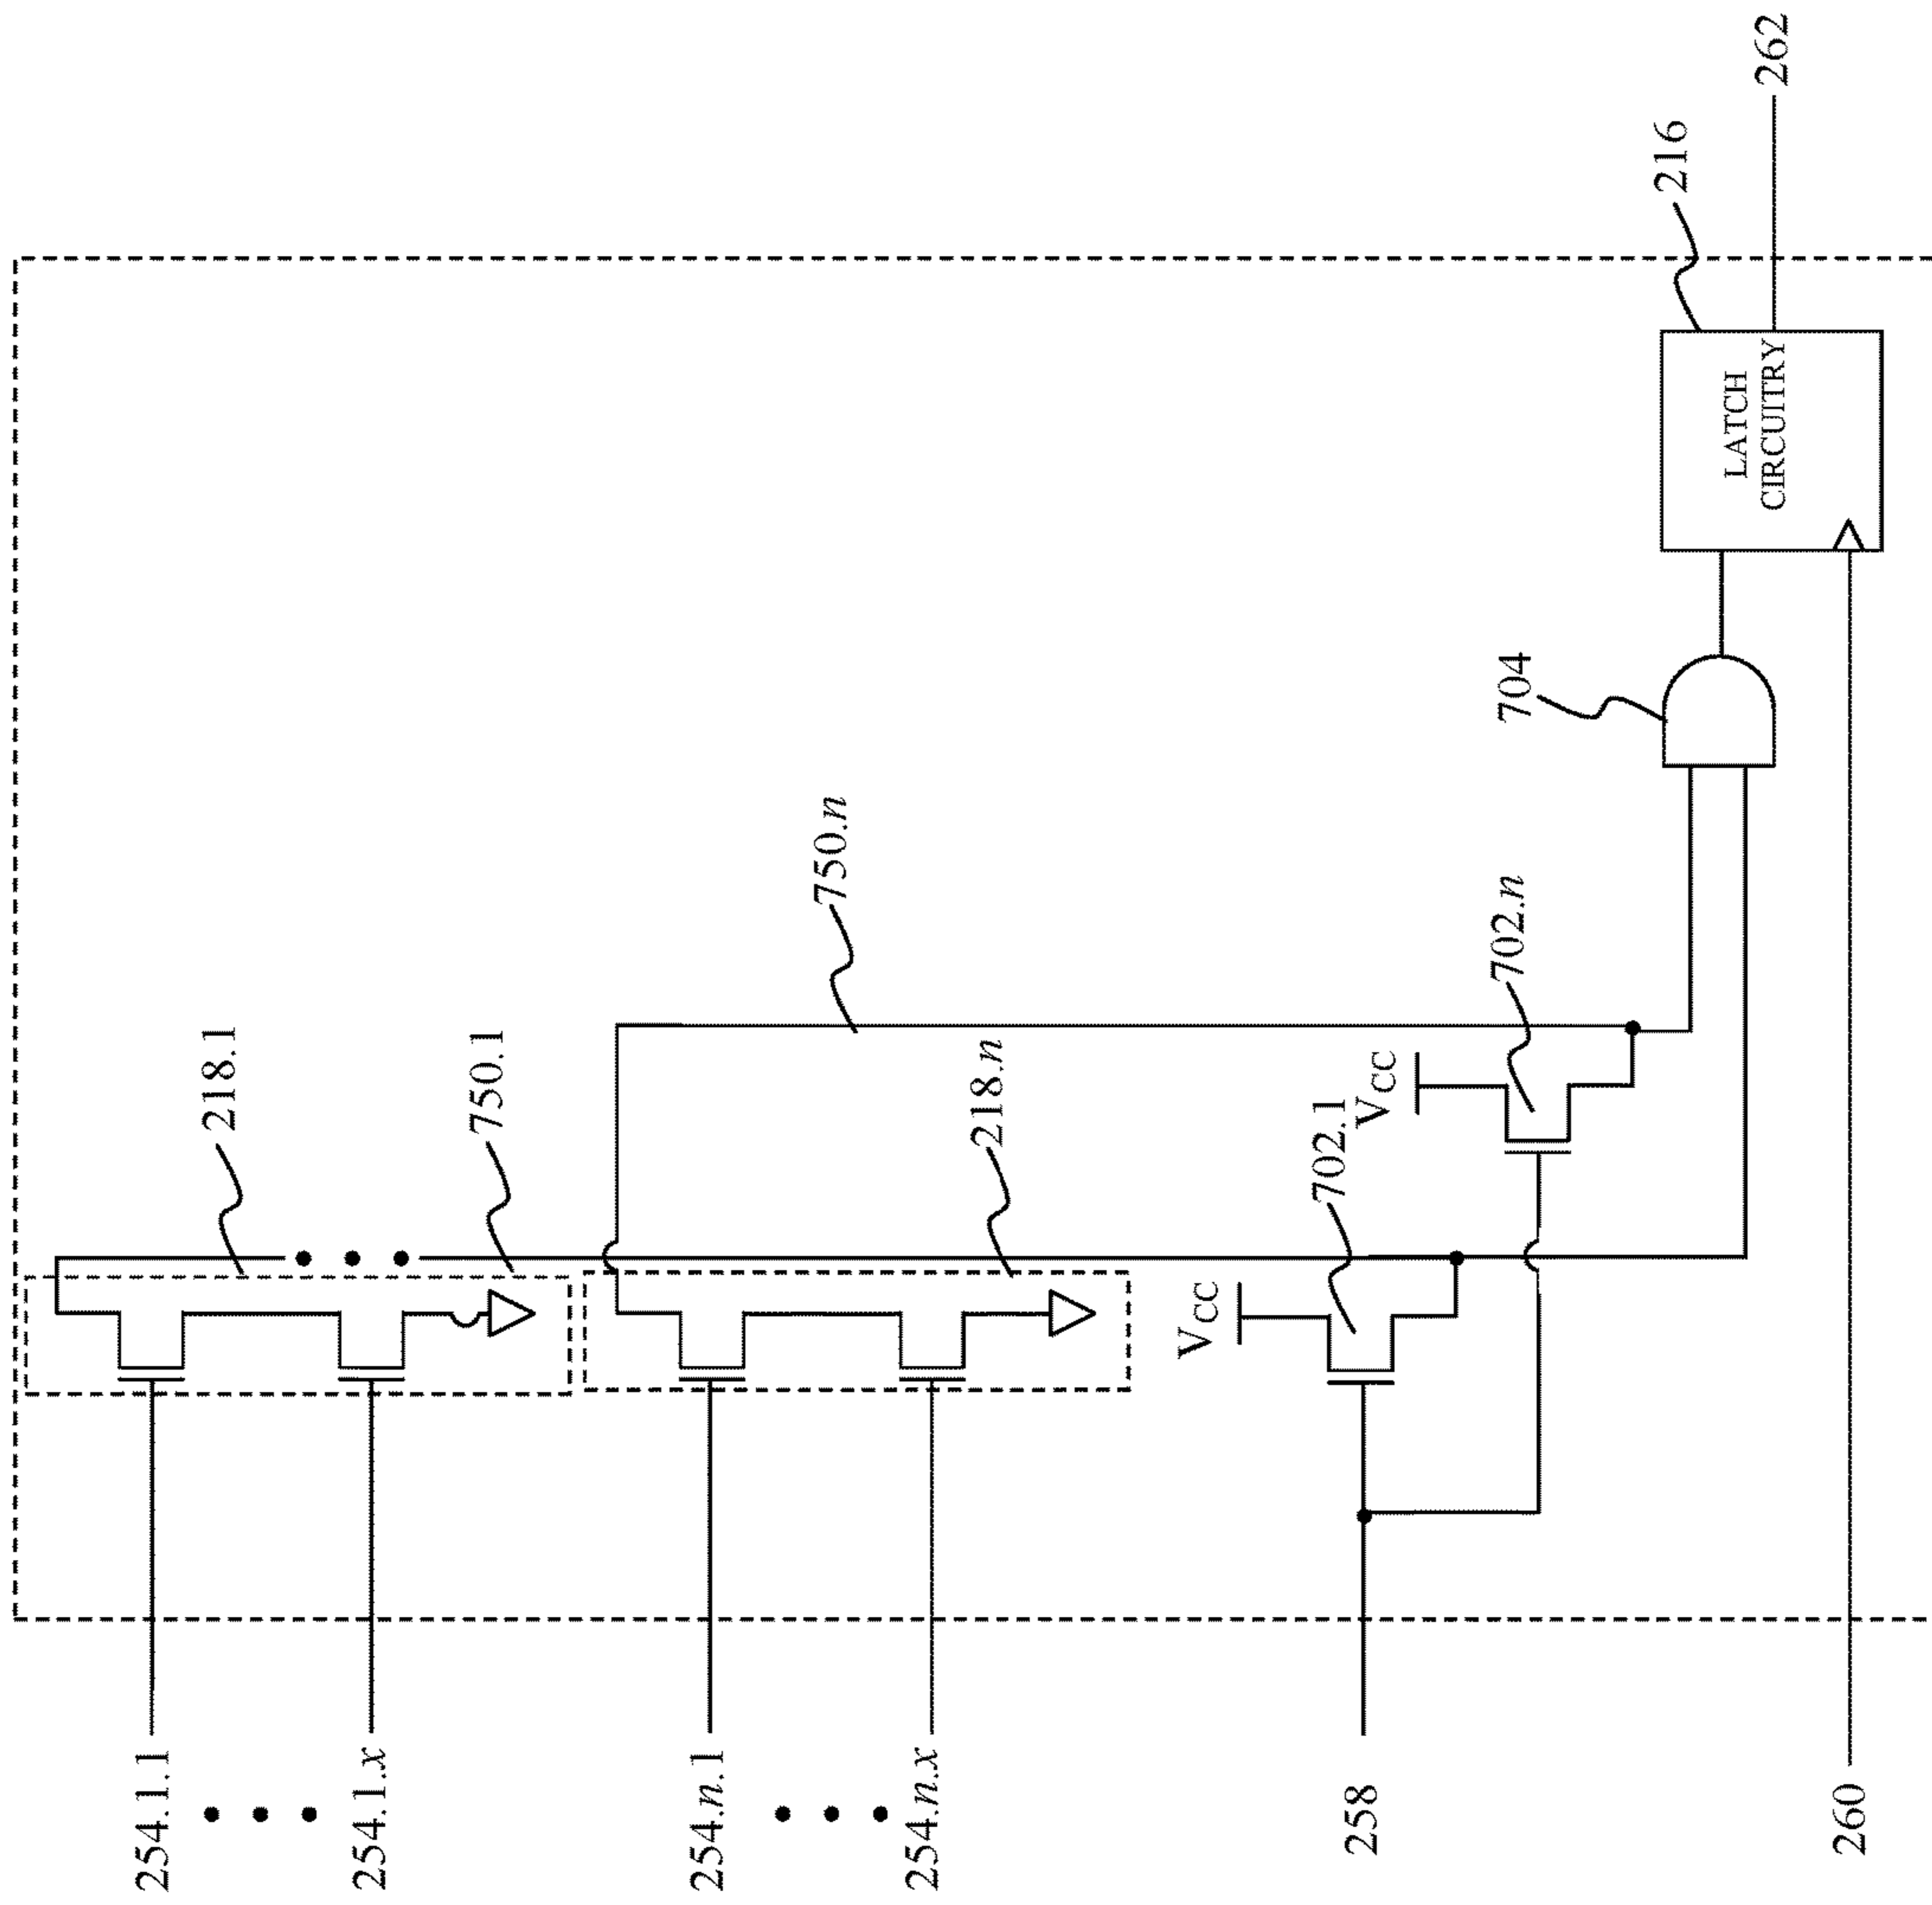 254.1.1
254.1.x
254.n.1
254.n.x
258
260
218.1
750.1
218.n
750.n
VCC
702.1
VCC
702.n
704
LATCH
CIRCUITRY
216
262